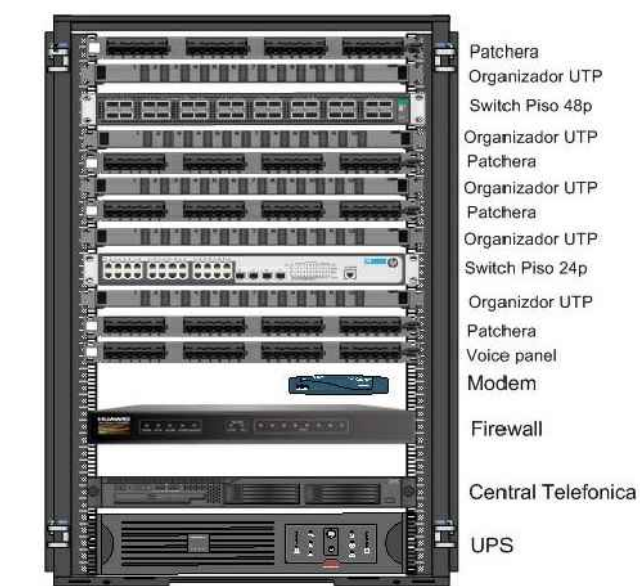 Patchera
Organizador UTP
Switch Piso 48p
Organizador UTP
Patchera
Organizador UTP
Patchera
Organizador UTP
Switch Piso 24p
Organizdor UTP
Patchera
Voice panel
Modem
HUAWEI
Firewall
Central Telefonica
UPS